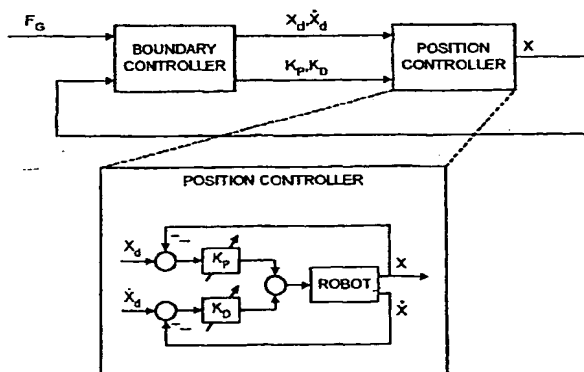 F_G
BOUNDARY
CONTROLLER
X_d, Ẋ_d
K_P, K_D
POSITION
CONTROLLER
X
POSITION CONTROLLER
X_d
K_P
Ẋ_d
K_D
ROBOT
X
Ẋ